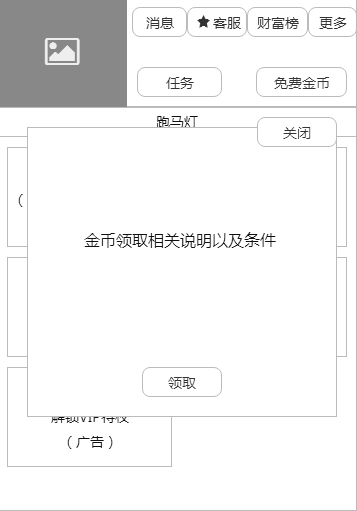 消息
客服
财富榜
更多
任务
免费金币
跑马灯
关闭
（
金币领取相关说明以及条件
领取
解锁VIP特权
（ 广告 ）